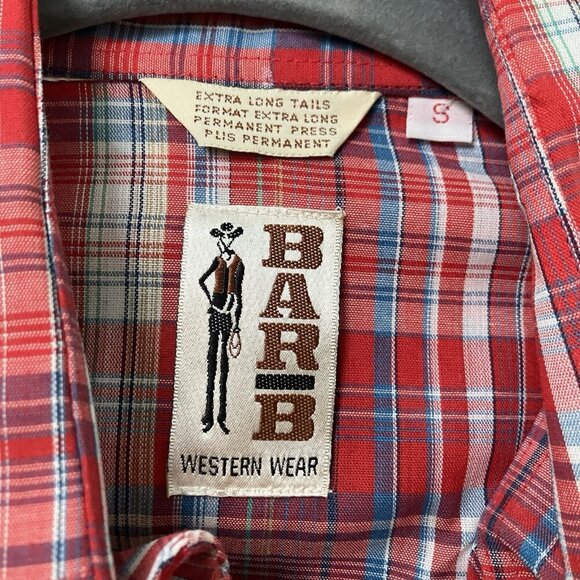 EXTRA LONG TAILS
FORMAT EXTRA LONG
PERMANENT PRESS
PLIS PERMANENT
S
BAR-B
WESTERN WEAR